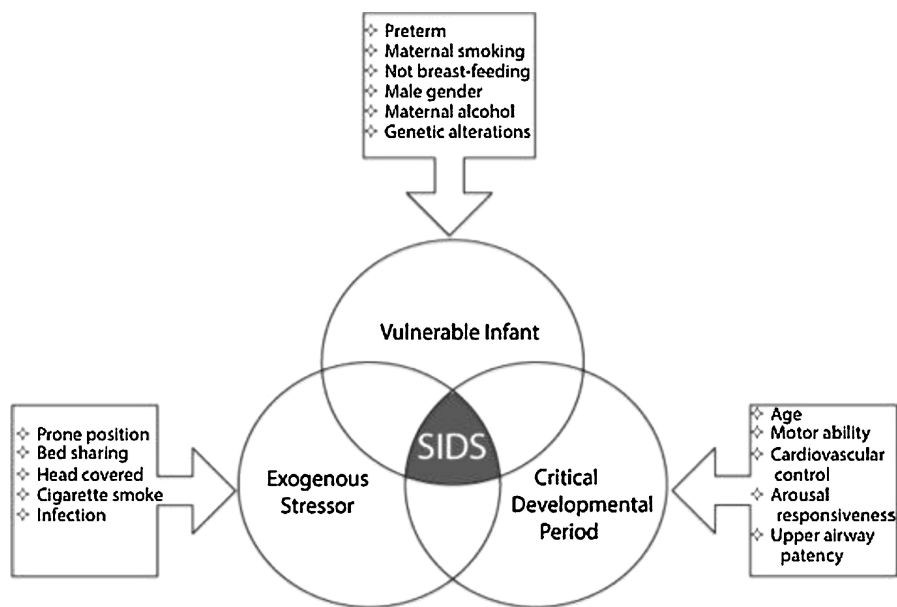 ✧ Preterm
✧ Maternal smoking
✧ Not breast-feeding
✧ Male gender
✧ Maternal alcohol
✧ Genetic alterations
Vulnerable Infant
✧ Prone position
✧ Bed sharing
✧ Head covered
✧ Cigarette smoke
✧ Infection
Exogenous
Stressor
SIDS
Critical
Developmental
Period
✧ Age
✧ Motor ability
✧ Cardiovascular
control
✧ Arousal
responsiveness
✧ Upper airway
patency